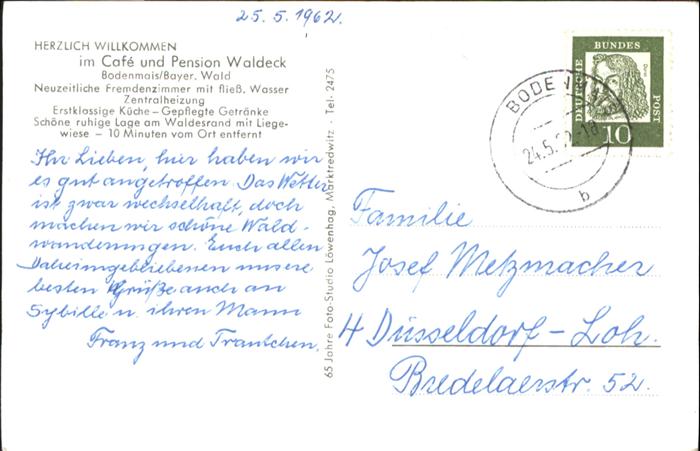 25.5.1962.
HERZLICH WILLKOMMEN
im Café und Pension Waldeck
Bodenmais/Bayer. Wald
Neuzeitliche Fremdenzimmer mit fließ. Wasser
Zentralheizung
Erstklassige Küche – Gepflegte Getränke
Schöne ruhige Lage am Waldesrand mit Liege-
wiese – 10 Minuten vom Ort entfernt
Ihr Lieben, hier haben wir
es gut angetroffen. Das Wetter
ist zwar wechselhaft, doch
machen wir schöne Wald-
wanderungen. Euch allen
Daheimgebliebenen unsere
besten Grüße auch an
Sybille u. ihren Mann
Franz und Trautchen.
65 Jahre Foto-Studio Löwenhag, Marktredwitz · Tel. 2475
DEUTSCHE
BUNDES
POST
Dürer
10
BODENMAIS
24.5.
b
Familie
Josef Metzmacher
4 Düsseldorf-Loh.
Bredelaerstr. 52.